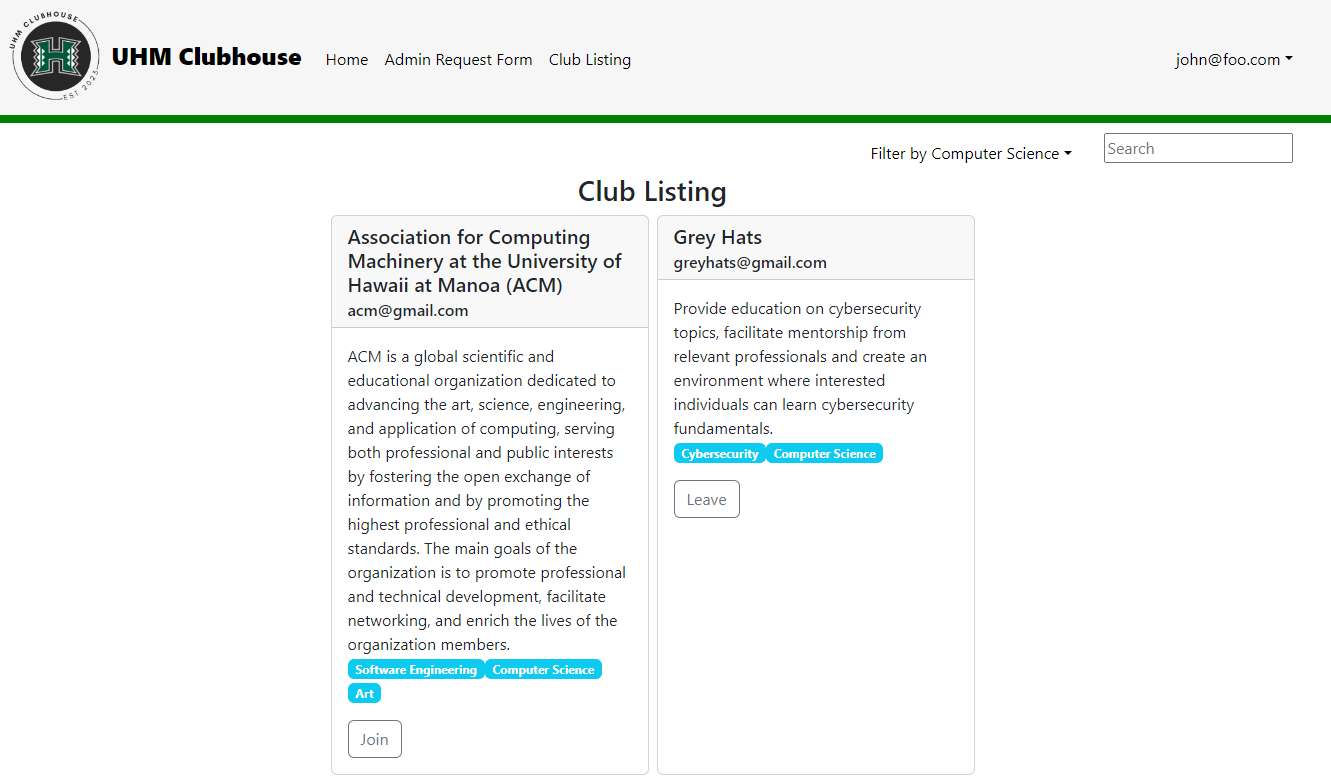 UHM CLUBHOUSE
H
EST 2023
UHM Clubhouse
Home
Admin Request Form
Club Listing
john@foo.com
Filter by Computer Science
Search
Club Listing
Association for Computing
Machinery at the University of
Hawaii at Manoa (ACM)
acm@gmail.com
ACM is a global scientific and
educational organization dedicated to
advancing the art, science, engineering,
and application of computing, serving
both professional and public interests
by fostering the open exchange of
information and by promoting the
highest professional and ethical
standards. The main goals of the
organization is to promote professional
and technical development, facilitate
networking, and enrich the lives of the
organization members.
Software Engineering Computer Science
Art
Join
Grey Hats
greyhats@gmail.com
Provide education on cybersecurity
topics, facilitate mentorship from
relevant professionals and create an
environment where interested
individuals can learn cybersecurity
fundamentals.
Cybersecurity Computer Science
Leave